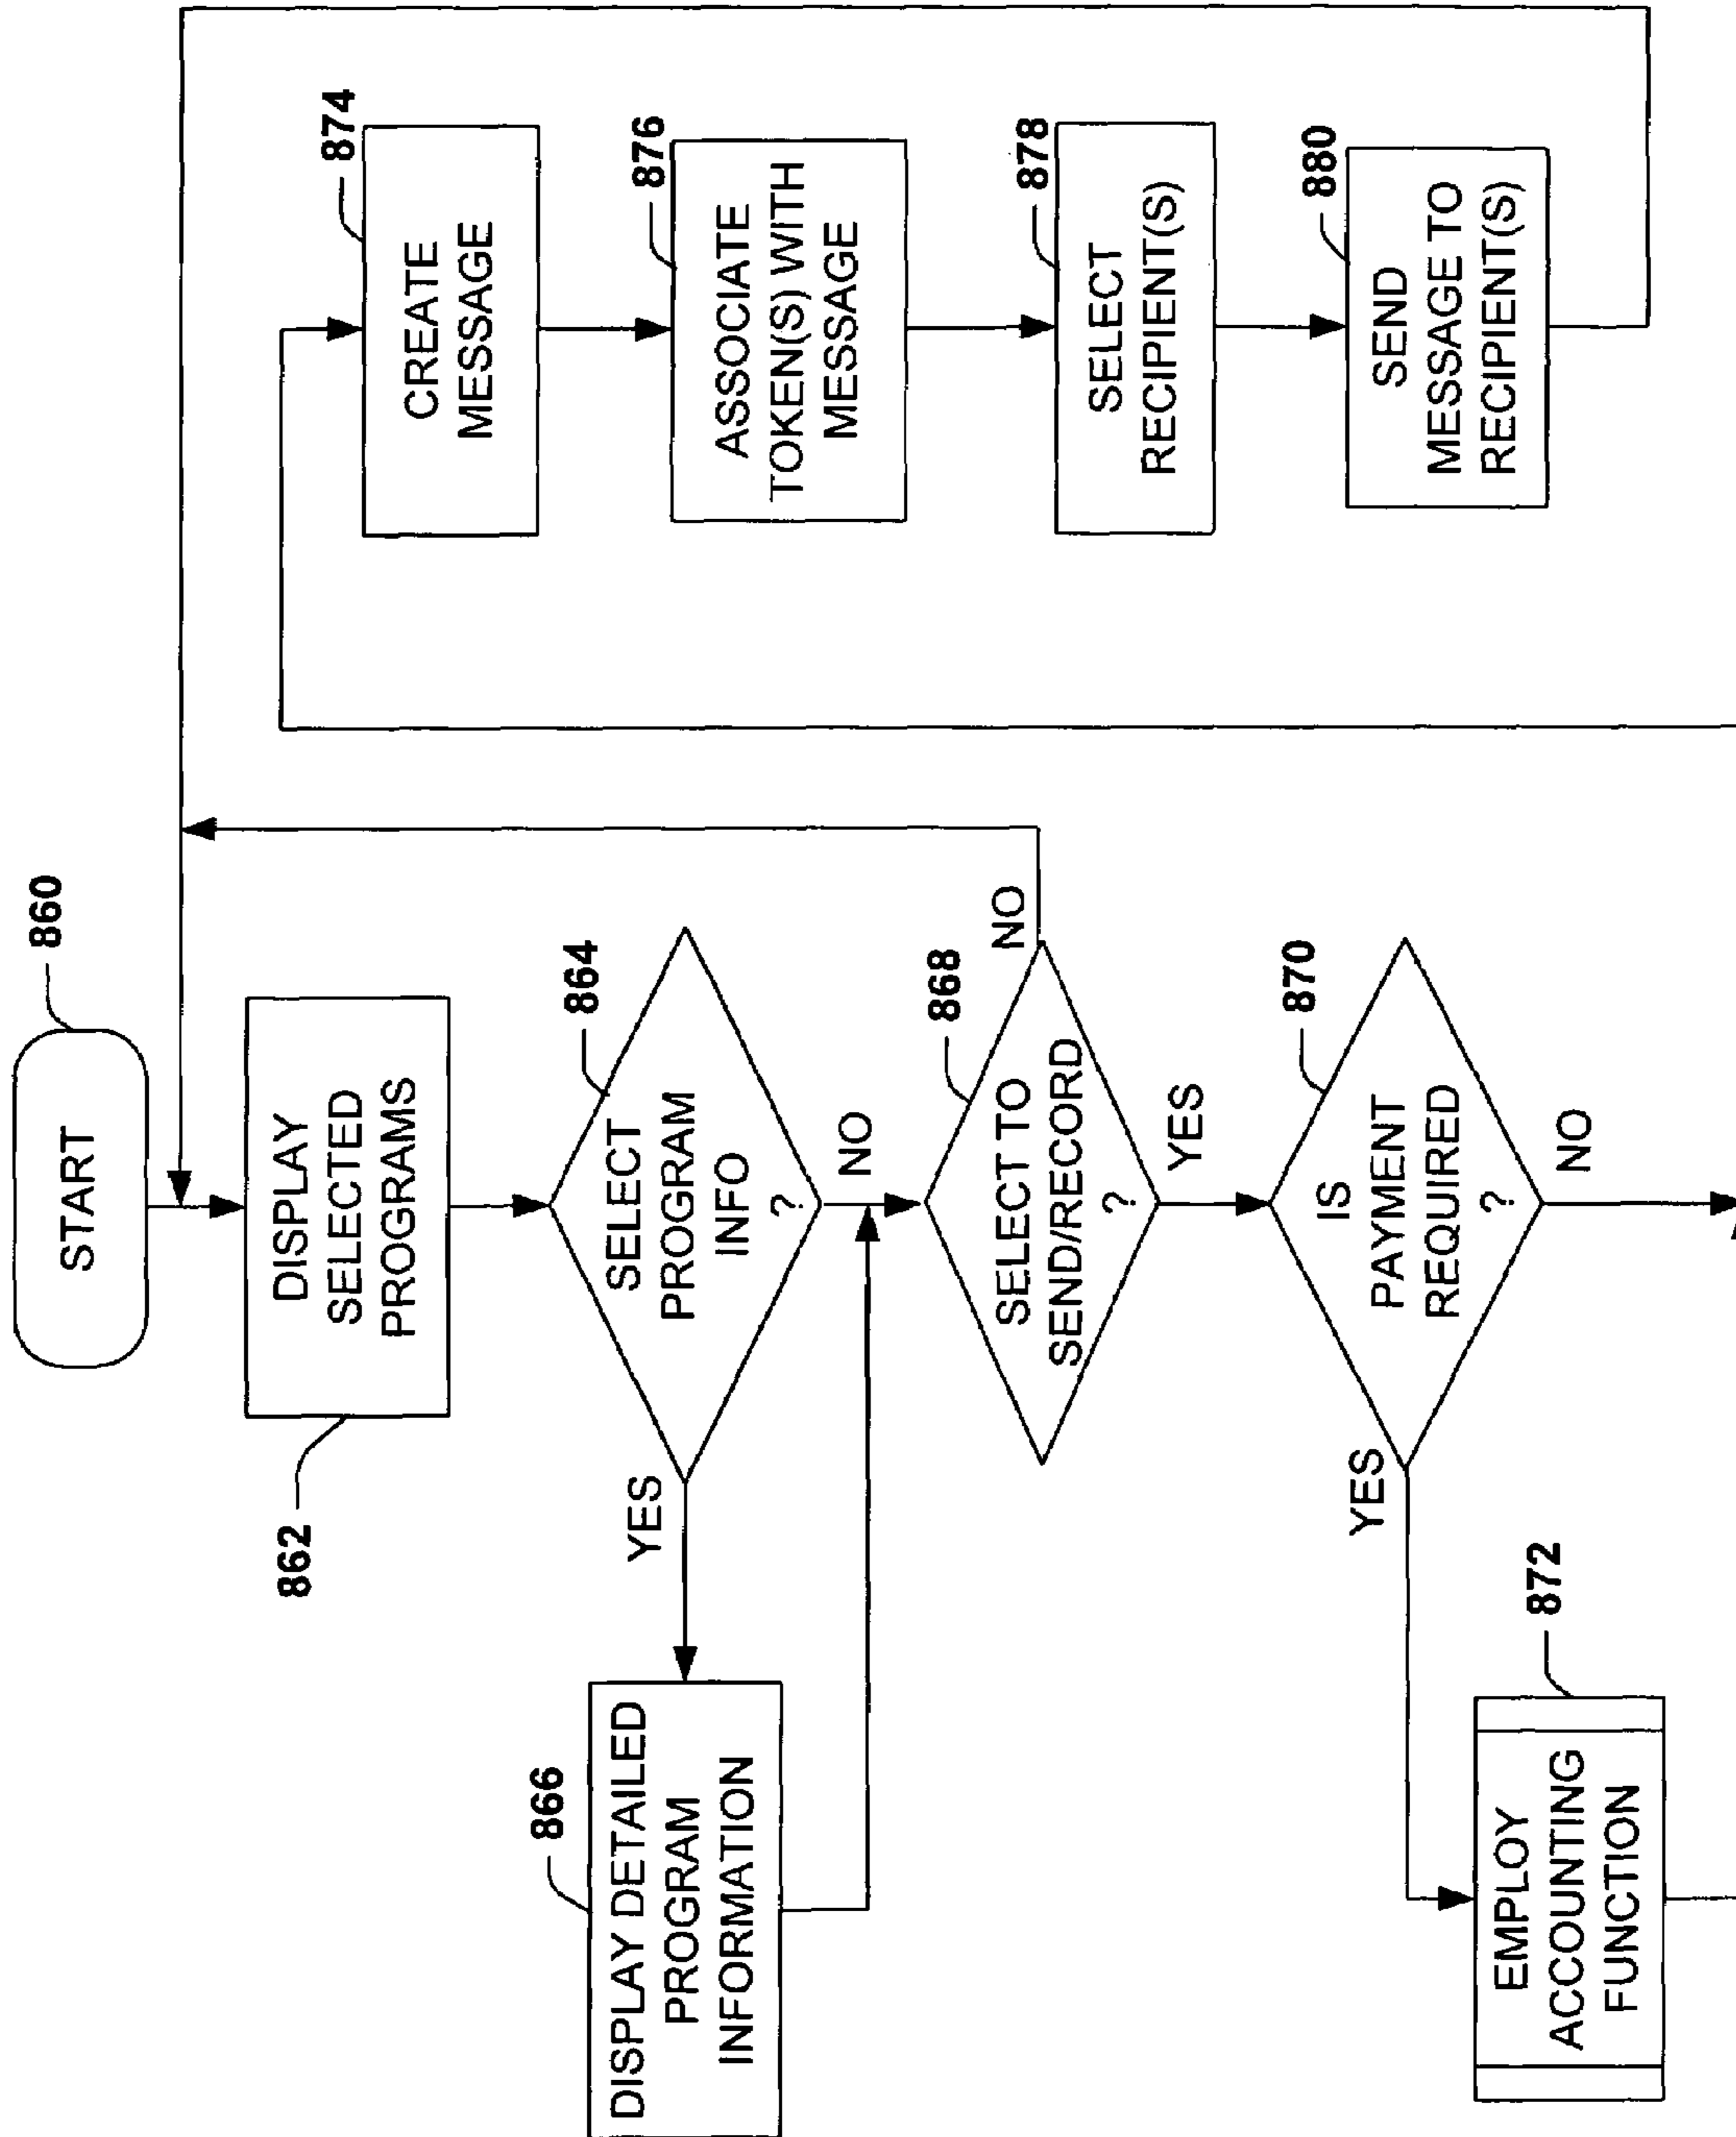 START
860
DISPLAY
SELECTED
PROGRAMS
862
SELECT
PROGRAM
INFO
?
864
YES
NO
DISPLAY DETAILED
PROGRAM
INFORMATION
866
SELECT TO
SEND/RECORD
?
868
NO
YES
IS
PAYMENT
REQUIRED
?
870
YES
NO
EMPLOY
ACCOUNTING
FUNCTION
872
CREATE
MESSAGE
874
ASSOCIATE
TOKEN(S) WITH
MESSAGE
876
SELECT
RECIPIENT(S)
878
SEND
MESSAGE TO
RECIPIENT(S)
880